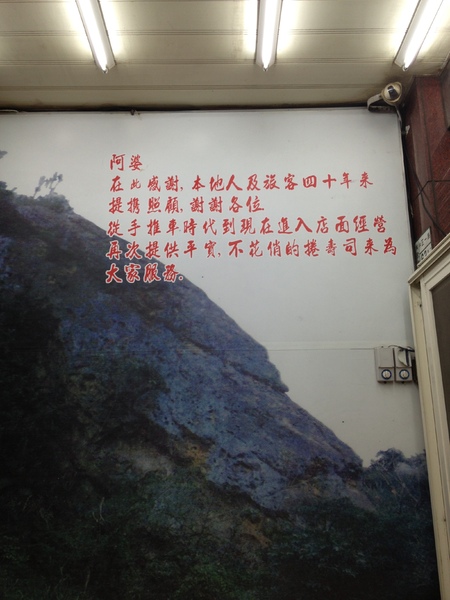 阿婆
在此感謝,本地人及旅客四十年來
提携照顧,謝謝各位
從手推車時代到現在進入店面經營
再次提供平實,不花俏的捲壽司來為
大家服務.